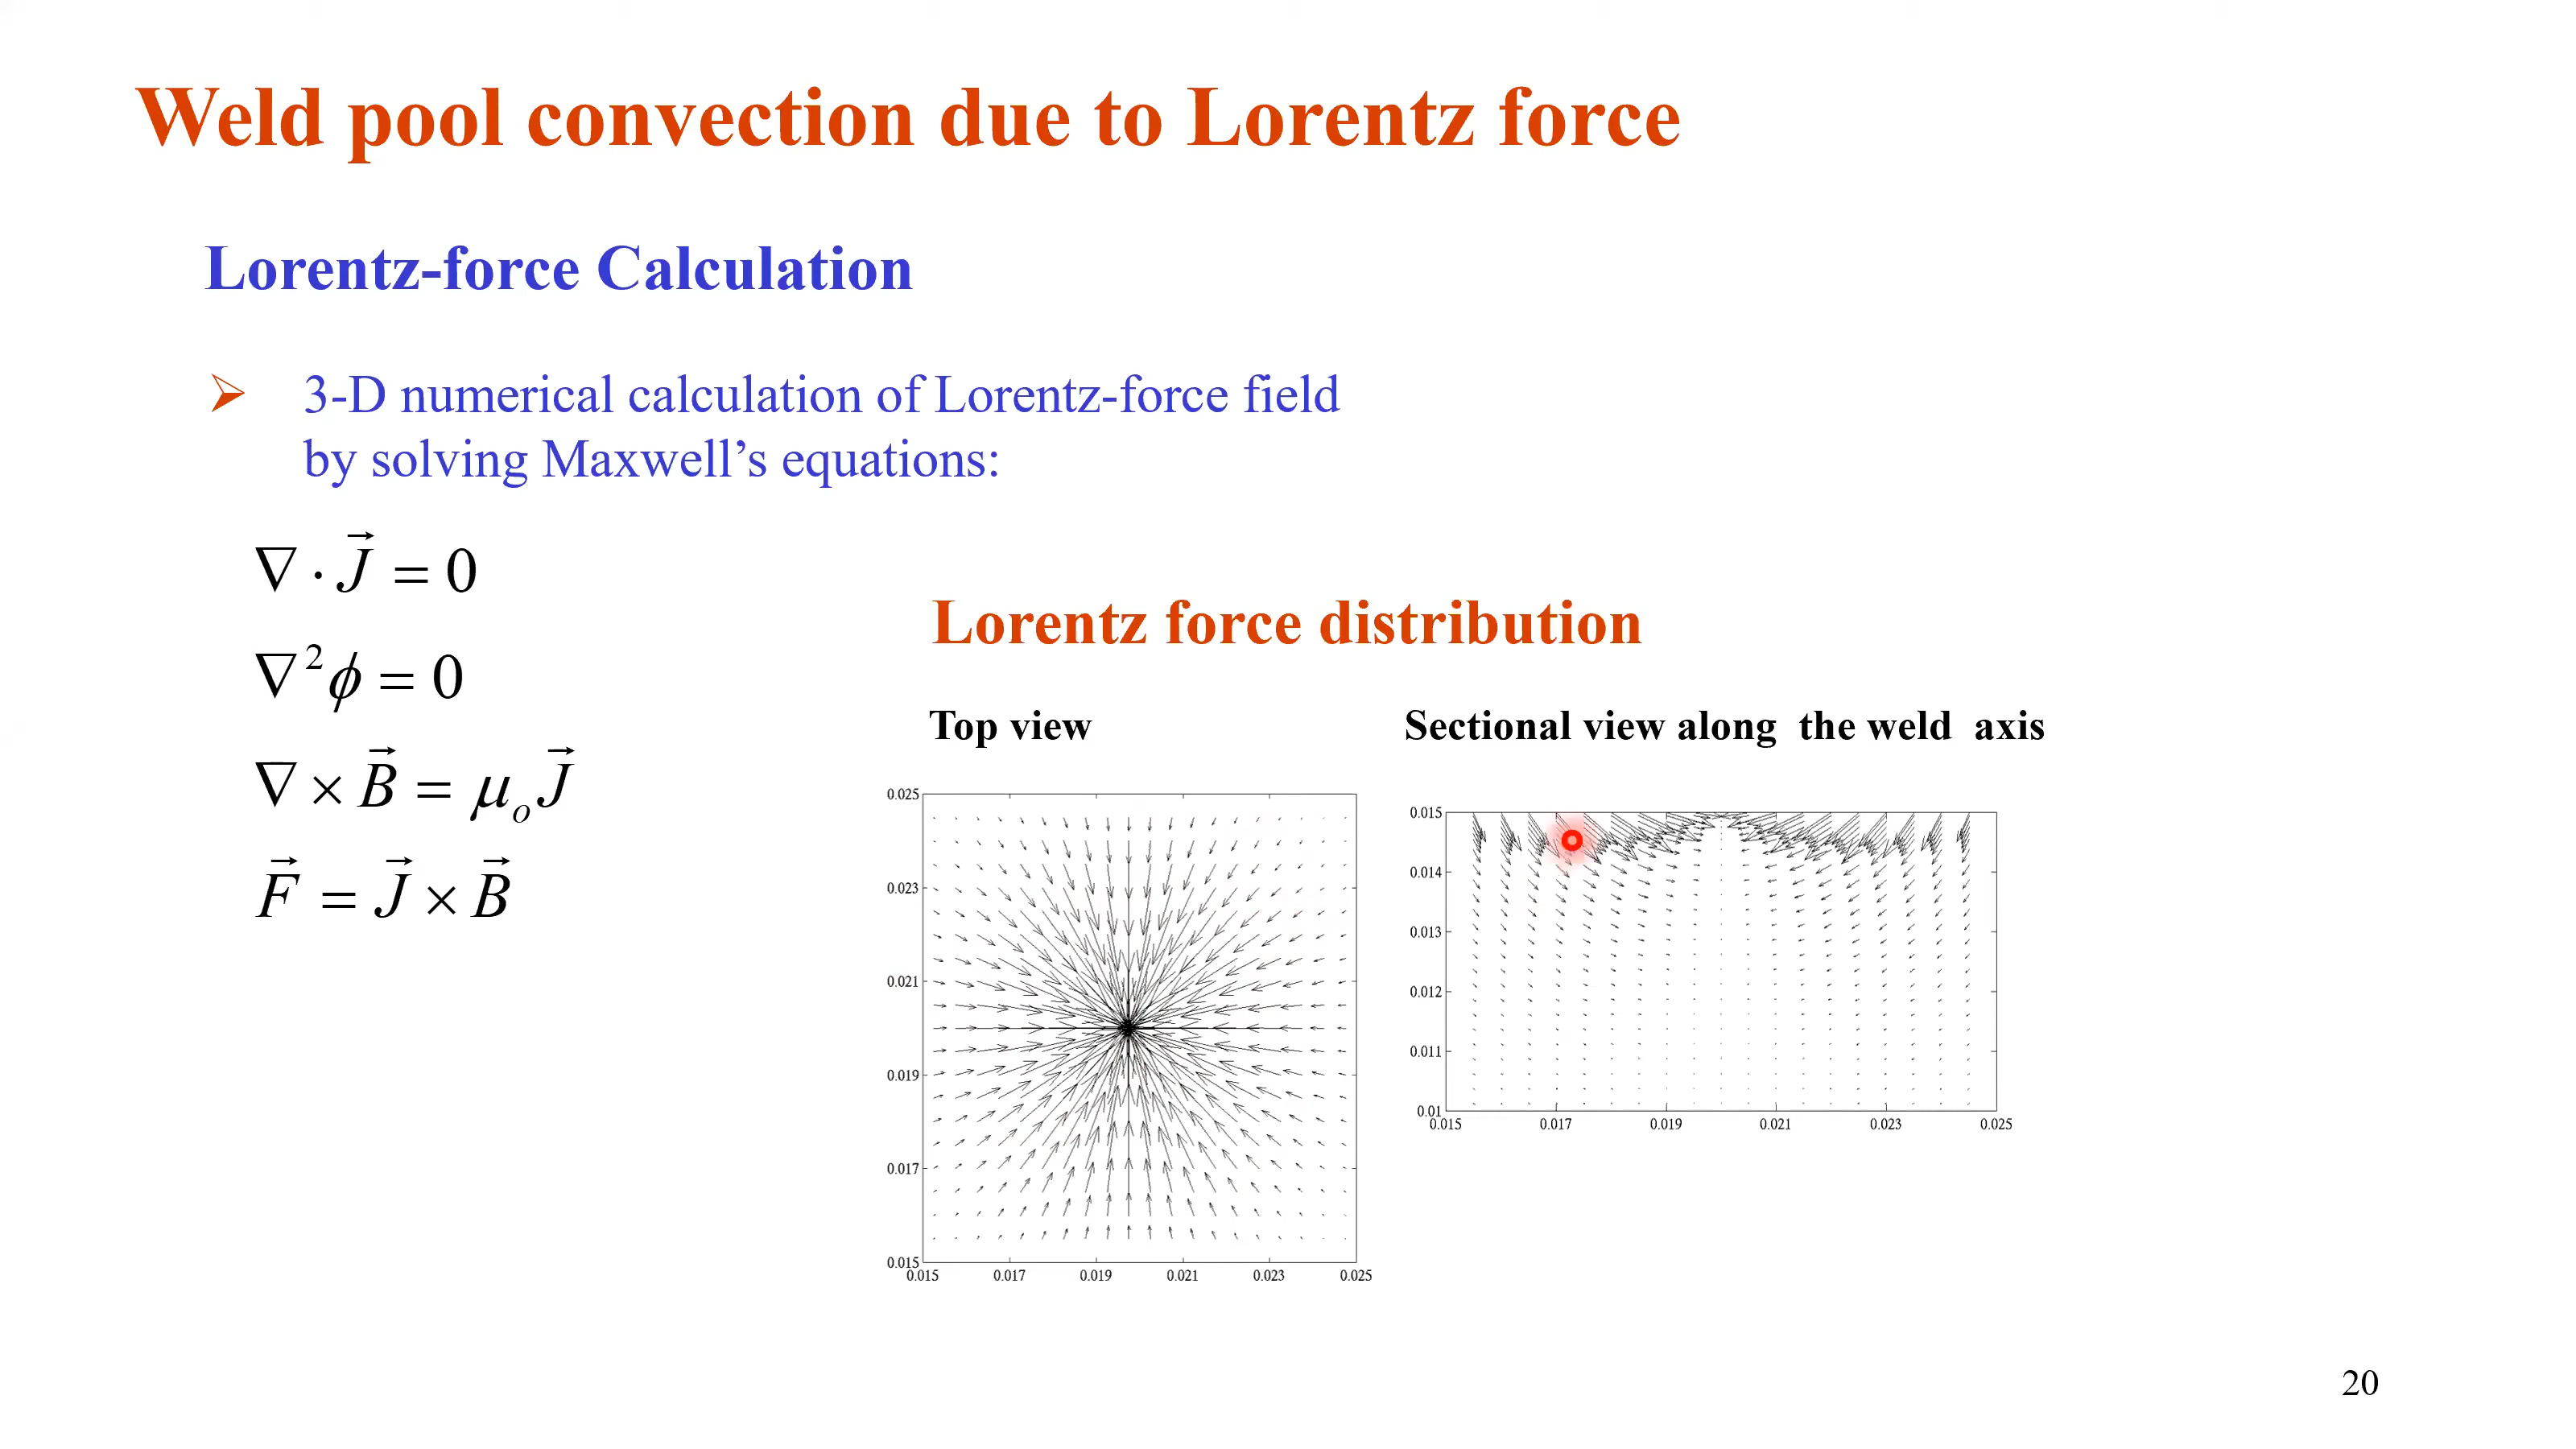 Weld pool convection due to Lorentz force
Lorentz-force Calculation
➢ 3-D numerical calculation of Lorentz-force field
by solving Maxwell’s equations:
∇ · J⃗ = 0
∇²ϕ = 0
∇ × B⃗ = μₒJ⃗
F⃗ = J⃗ × B⃗
Lorentz force distribution
Top view
0.025
0.023
0.021
0.019
0.017
0.015
0.015 0.017 0.019 0.021 0.023 0.025
Sectional view along the weld axis
0.015
0.014
0.013
0.012
0.011
0.01
0.015 0.017 0.019 0.021 0.023 0.025
20